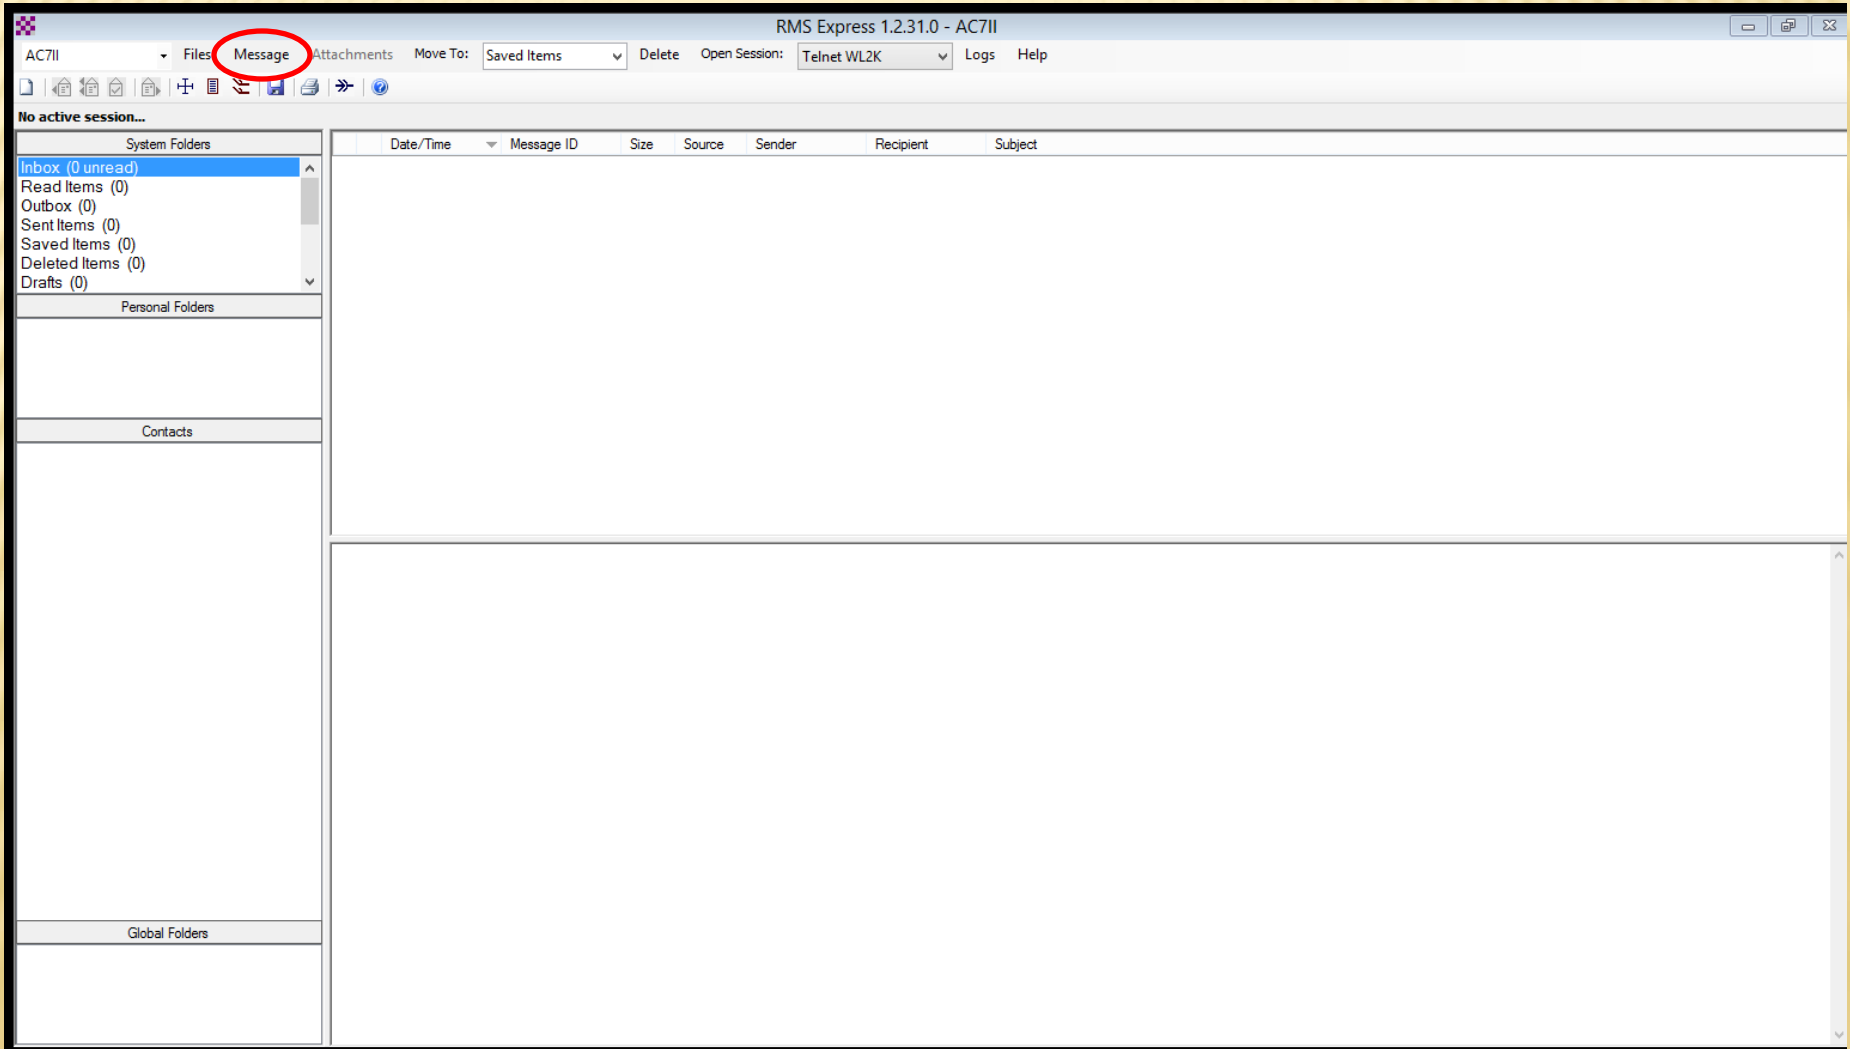 RMS Express 1.2.31.0 - AC7II
AC7II Files Message Attachments Move To: Saved Items Delete Open Session: Telnet WL2K Logs Help
No active session...
System Folders
Date/Time Message ID Size Source Sender Recipient Subject
Inbox (0 unread)
Read Items (0)
Outbox (0)
Sent Items (0)
Saved Items (0)
Deleted Items (0)
Drafts (0)
Personal Folders
Contacts
Global Folders